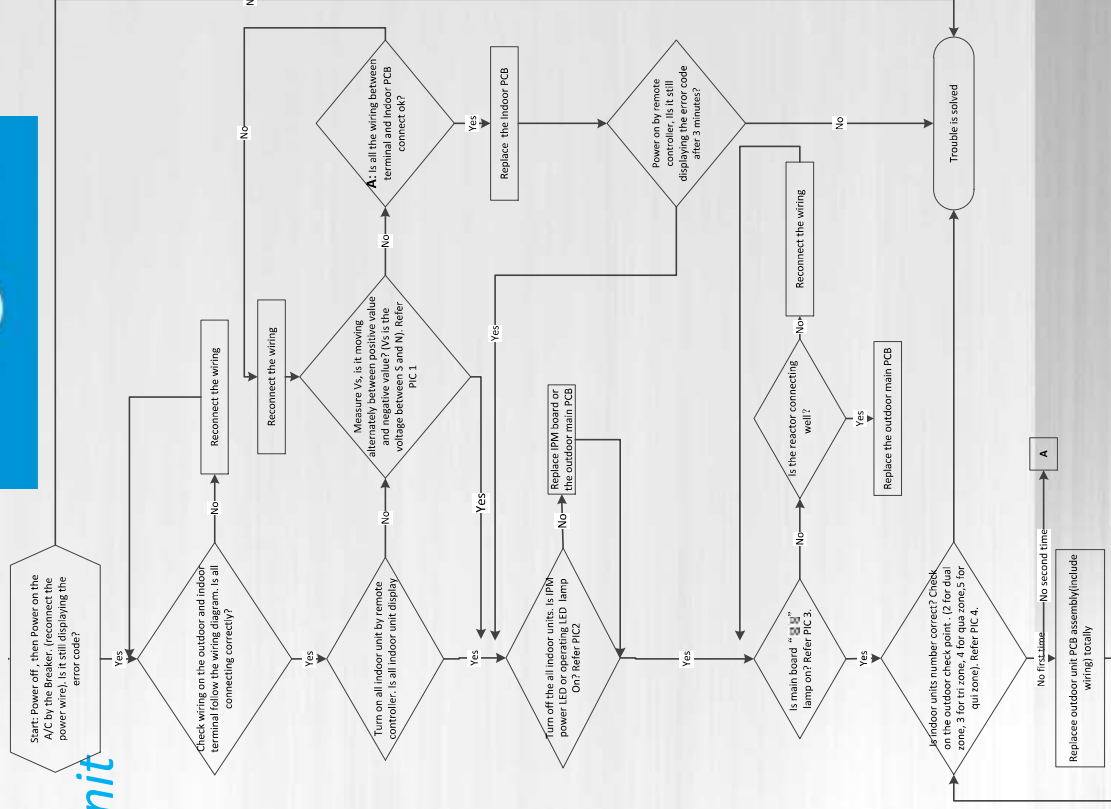 nit
No
Start: Power off , then Power on the
A/C by the Breaker. (reconnect the
power wire). Is it still displaying the
error code?
Yes
Check wiring on the outdoor and indoor
terminal follow the wiring diagram. Is all
connecting correctly?
No
Reconnect the wiring
Yes
Turn on all indoor unit by remote
controller. Is all indoor unit display
No
Reconnect the wiring
Measure Vs, is it moving
alternately between positive value
and negative value? (Vs is the
voltage between S and N). Refer
PIC 1
No
No
A: Is all the wiring between
terminal and Indoor PCB
connect ok?
Yes
Replace the Indoor PCB
Power on by remote
controller, IIs it still
displaying the error code
after 3 minutes?
No
Yes
Yes
Yes
Turn off the all indoor units. Is IPM
power LED or operating LED lamp
On? Refer PIC2
No
Replace IPM board or
the outdoor main PCB
Yes
Is main board " "
lamp on? Refer PIC 3.
No
Is the reactor connecting
well?
No
Reconnect the wiring
Yes
Replace the outdoor main PCB
Yes
Is indoor units number correct? Check
on the outdoor check point . (2 for dual
zone, 3 for tri zone, 4 for qua zone,5 for
qui zone). Refer PIC 4.
Trouble is solved
No first time
No second time
A
Replacee outdoor unit PCB assembly(include
wiring) totally